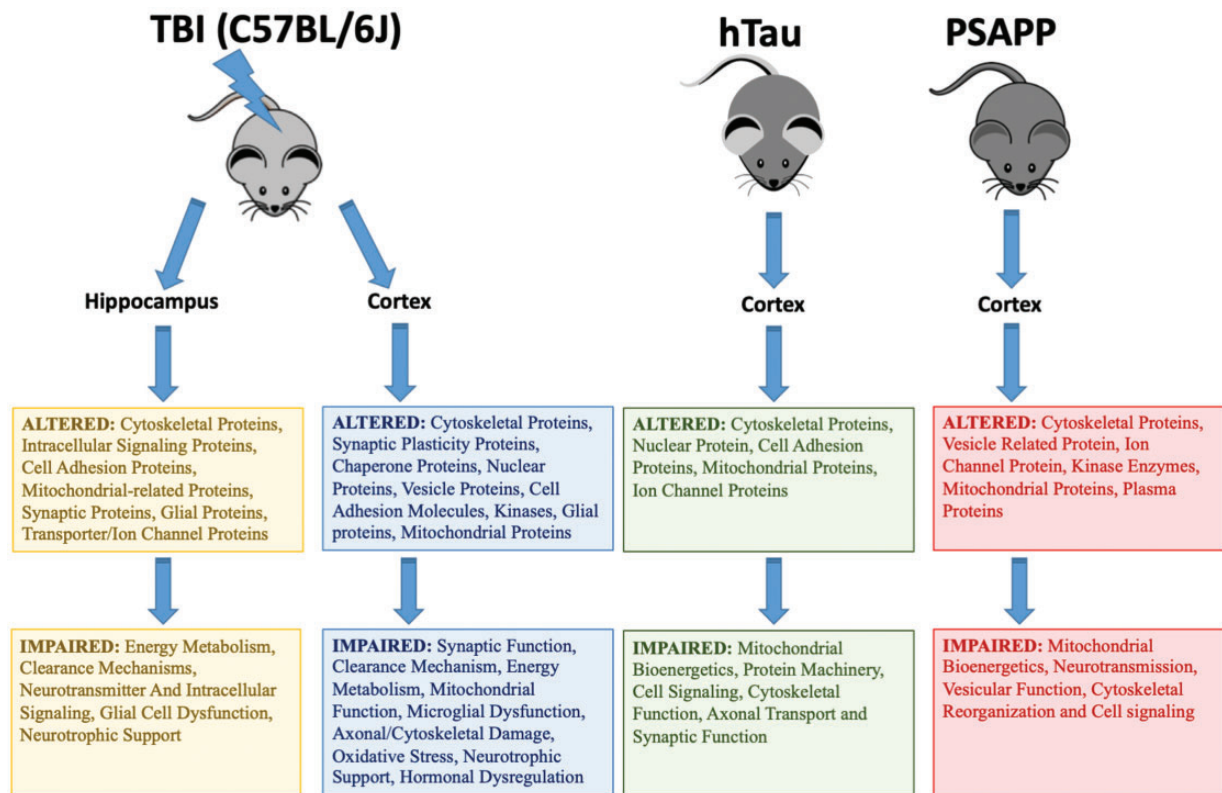 TBI (C57BL/6J)
hTau
PSAPP
Hippocampus
Cortex
Cortex
Cortex
ALTERED: Cytoskeletal Proteins,
Intracellular Signaling Proteins,
Cell Adhesion Proteins,
Mitochondrial-related Proteins,
Synaptic Proteins, Glial Proteins,
Transporter/Ion Channel Proteins
ALTERED: Cytoskeletal Proteins,
Synaptic Plasticity Proteins,
Chaperone Proteins, Nuclear
Proteins, Vesicle Proteins, Cell
Adhesion Molecules, Kinases, Glial
proteins, Mitochondrial Proteins
ALTERED: Cytoskeletal Proteins,
Nuclear Protein, Cell Adhesion
Proteins, Mitochondrial Proteins,
Ion Channel Proteins
ALTERED: Cytoskeletal Proteins,
Vesicle Related Protein, Ion
Channel Protein, Kinase Enzymes,
Mitochondrial Proteins, Plasma
Proteins
IMPAIRED: Energy Metabolism,
Clearance Mechanisms,
Neurotransmitter And Intracellular
Signaling, Glial Cell Dysfunction,
Neurotrophic Support
IMPAIRED: Synaptic Function,
Clearance Mechanism, Energy
Metabolism, Mitochondrial
Function, Microglial Dysfunction,
Axonal/Cytoskeletal Damage,
Oxidative Stress, Neurotrophic
Support, Hormonal Dysregulation
IMPAIRED: Mitochondrial
Bioenergetics, Protein Machinery,
Cell Signaling, Cytoskeletal
Function, Axonal Transport and
Synaptic Function
IMPAIRED: Mitochondrial
Bioenergetics, Neurotransmission,
Vesicular Function, Cytoskeletal
Reorganization and Cell signaling